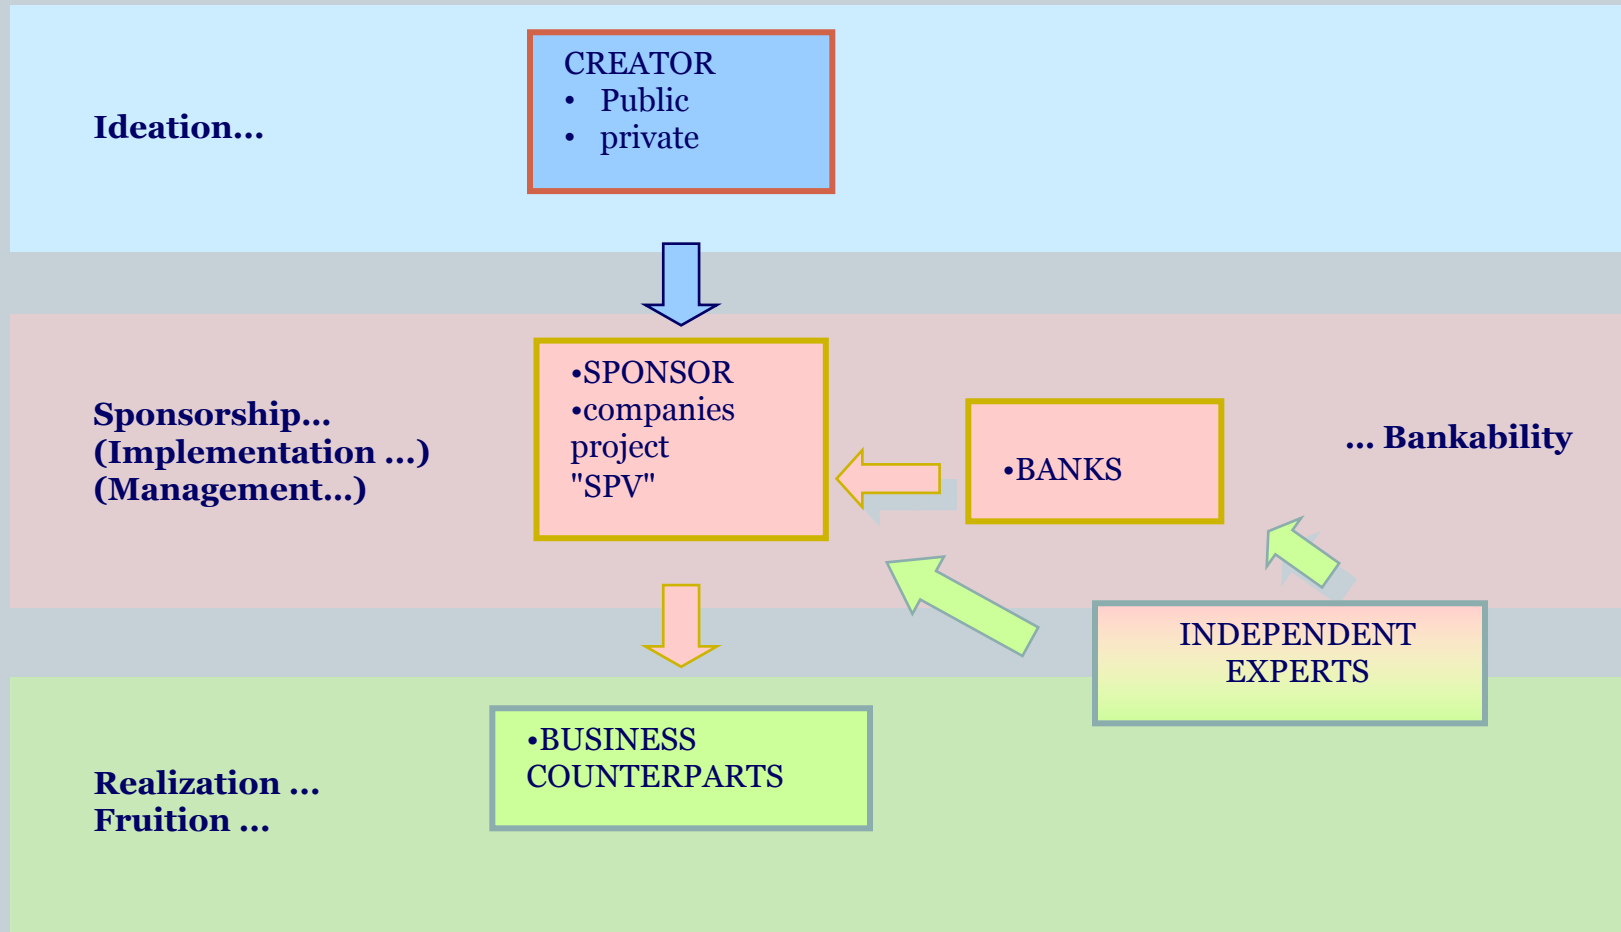 CREATOR
• Public
• private
Ideation...
•SPONSOR
•companies
project
"SPV"
Sponsorship...
(Implementation ...)
(Management...)
•BANKS
... Bankability
INDEPENDENT
EXPERTS
•BUSINESS
COUNTERPARTS
Realization ...
Fruition ...